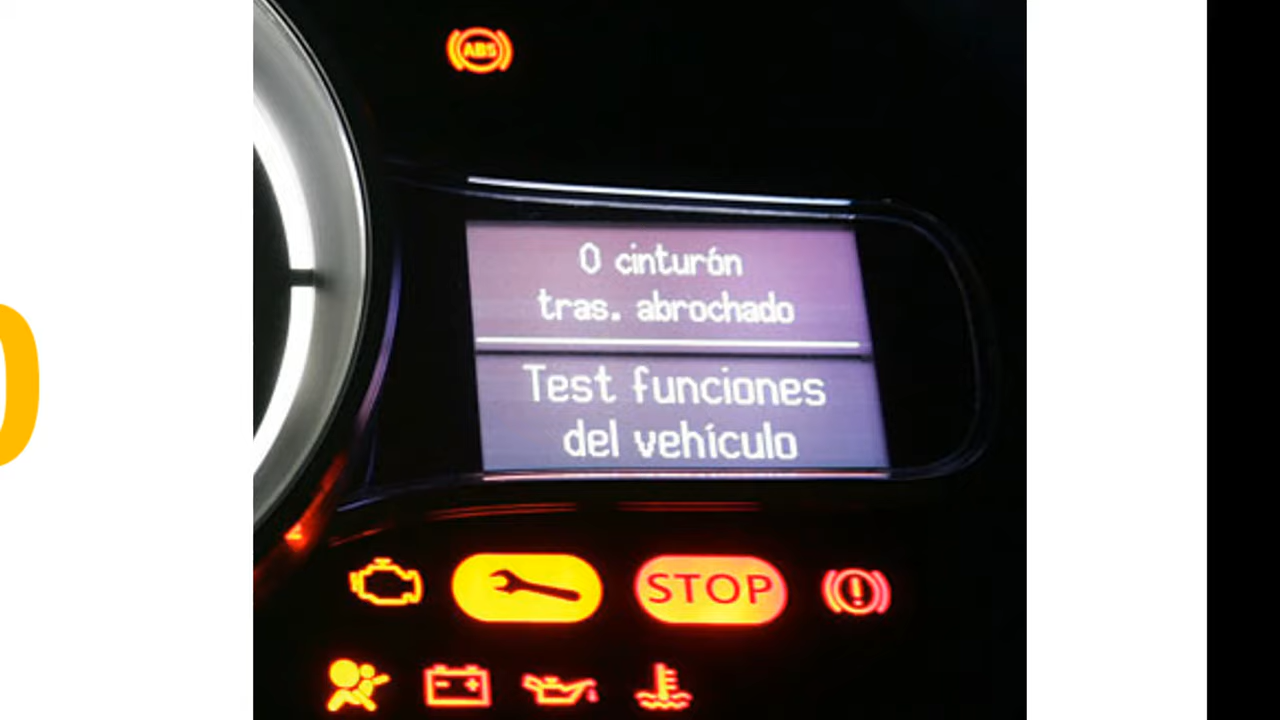 ABS
0 cinturón
tras. abrochado
Test funciones
del vehículo
STOP